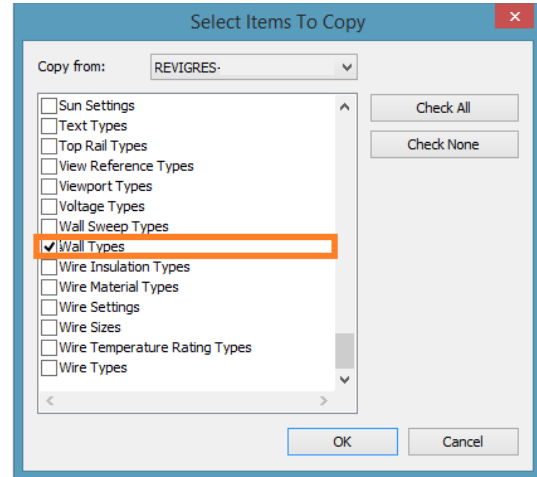 Select Items To Copy
Copy from: REVIGRES-
Sun Settings
Text Types
Top Rail Types
View Reference Types
Viewport Types
Voltage Types
Wall Sweep Types
Wall Types
Wire Insulation Types
Wire Material Types
Wire Settings
Wire Sizes
Wire Temperature Rating Types
Wire Types
Check All
Check None
OK Cancel